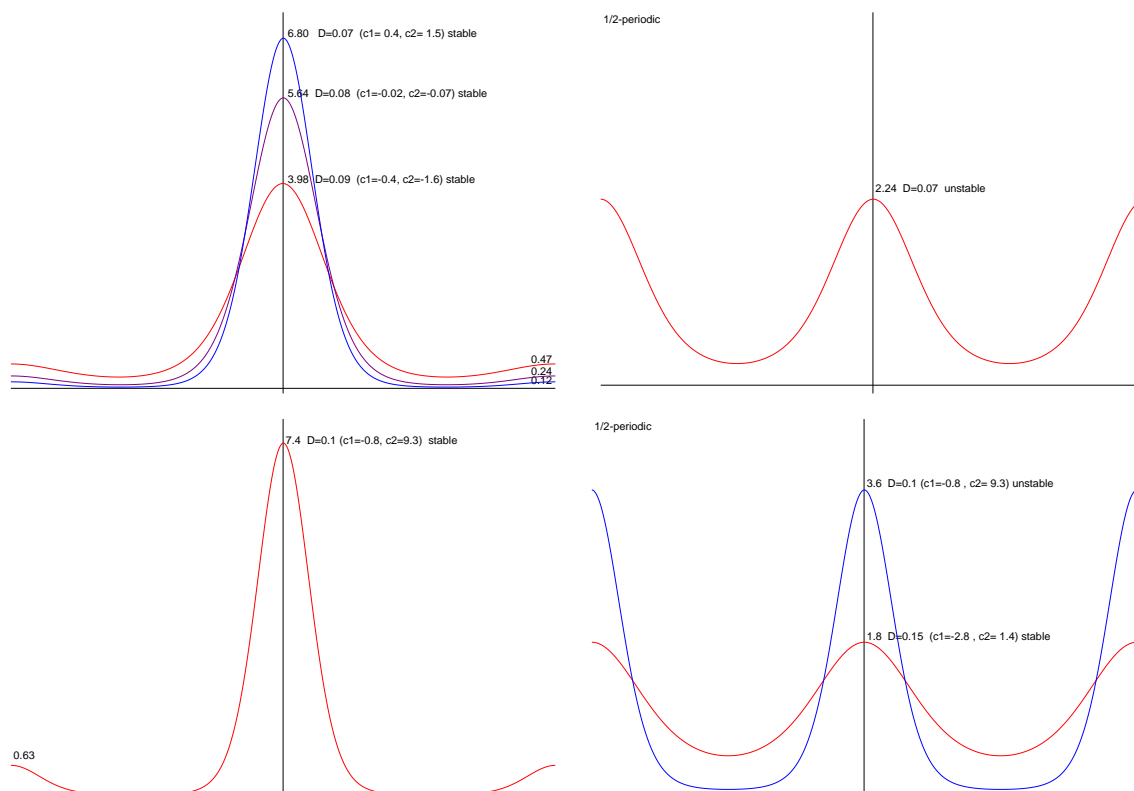 6.80 D=0.07 (c1= 0.4, c2= 1.5) stable
5.64 D=0.08 (c1=-0.02, c2=-0.07) stable
3.98 D=0.09 (c1=-0.4, c2=-1.6) stable
0.47
0.24
0.12
1/2-periodic
2.24 D=0.07 unstable
7.4 D=0.1 (c1=-0.8, c2=9.3) stable
0.63
1/2-periodic
3.6 D=0.1 (c1=-0.8 , c2= 9.3) unstable
1.8 D=0.15 (c1=-2.8 , c2= 1.4) stable